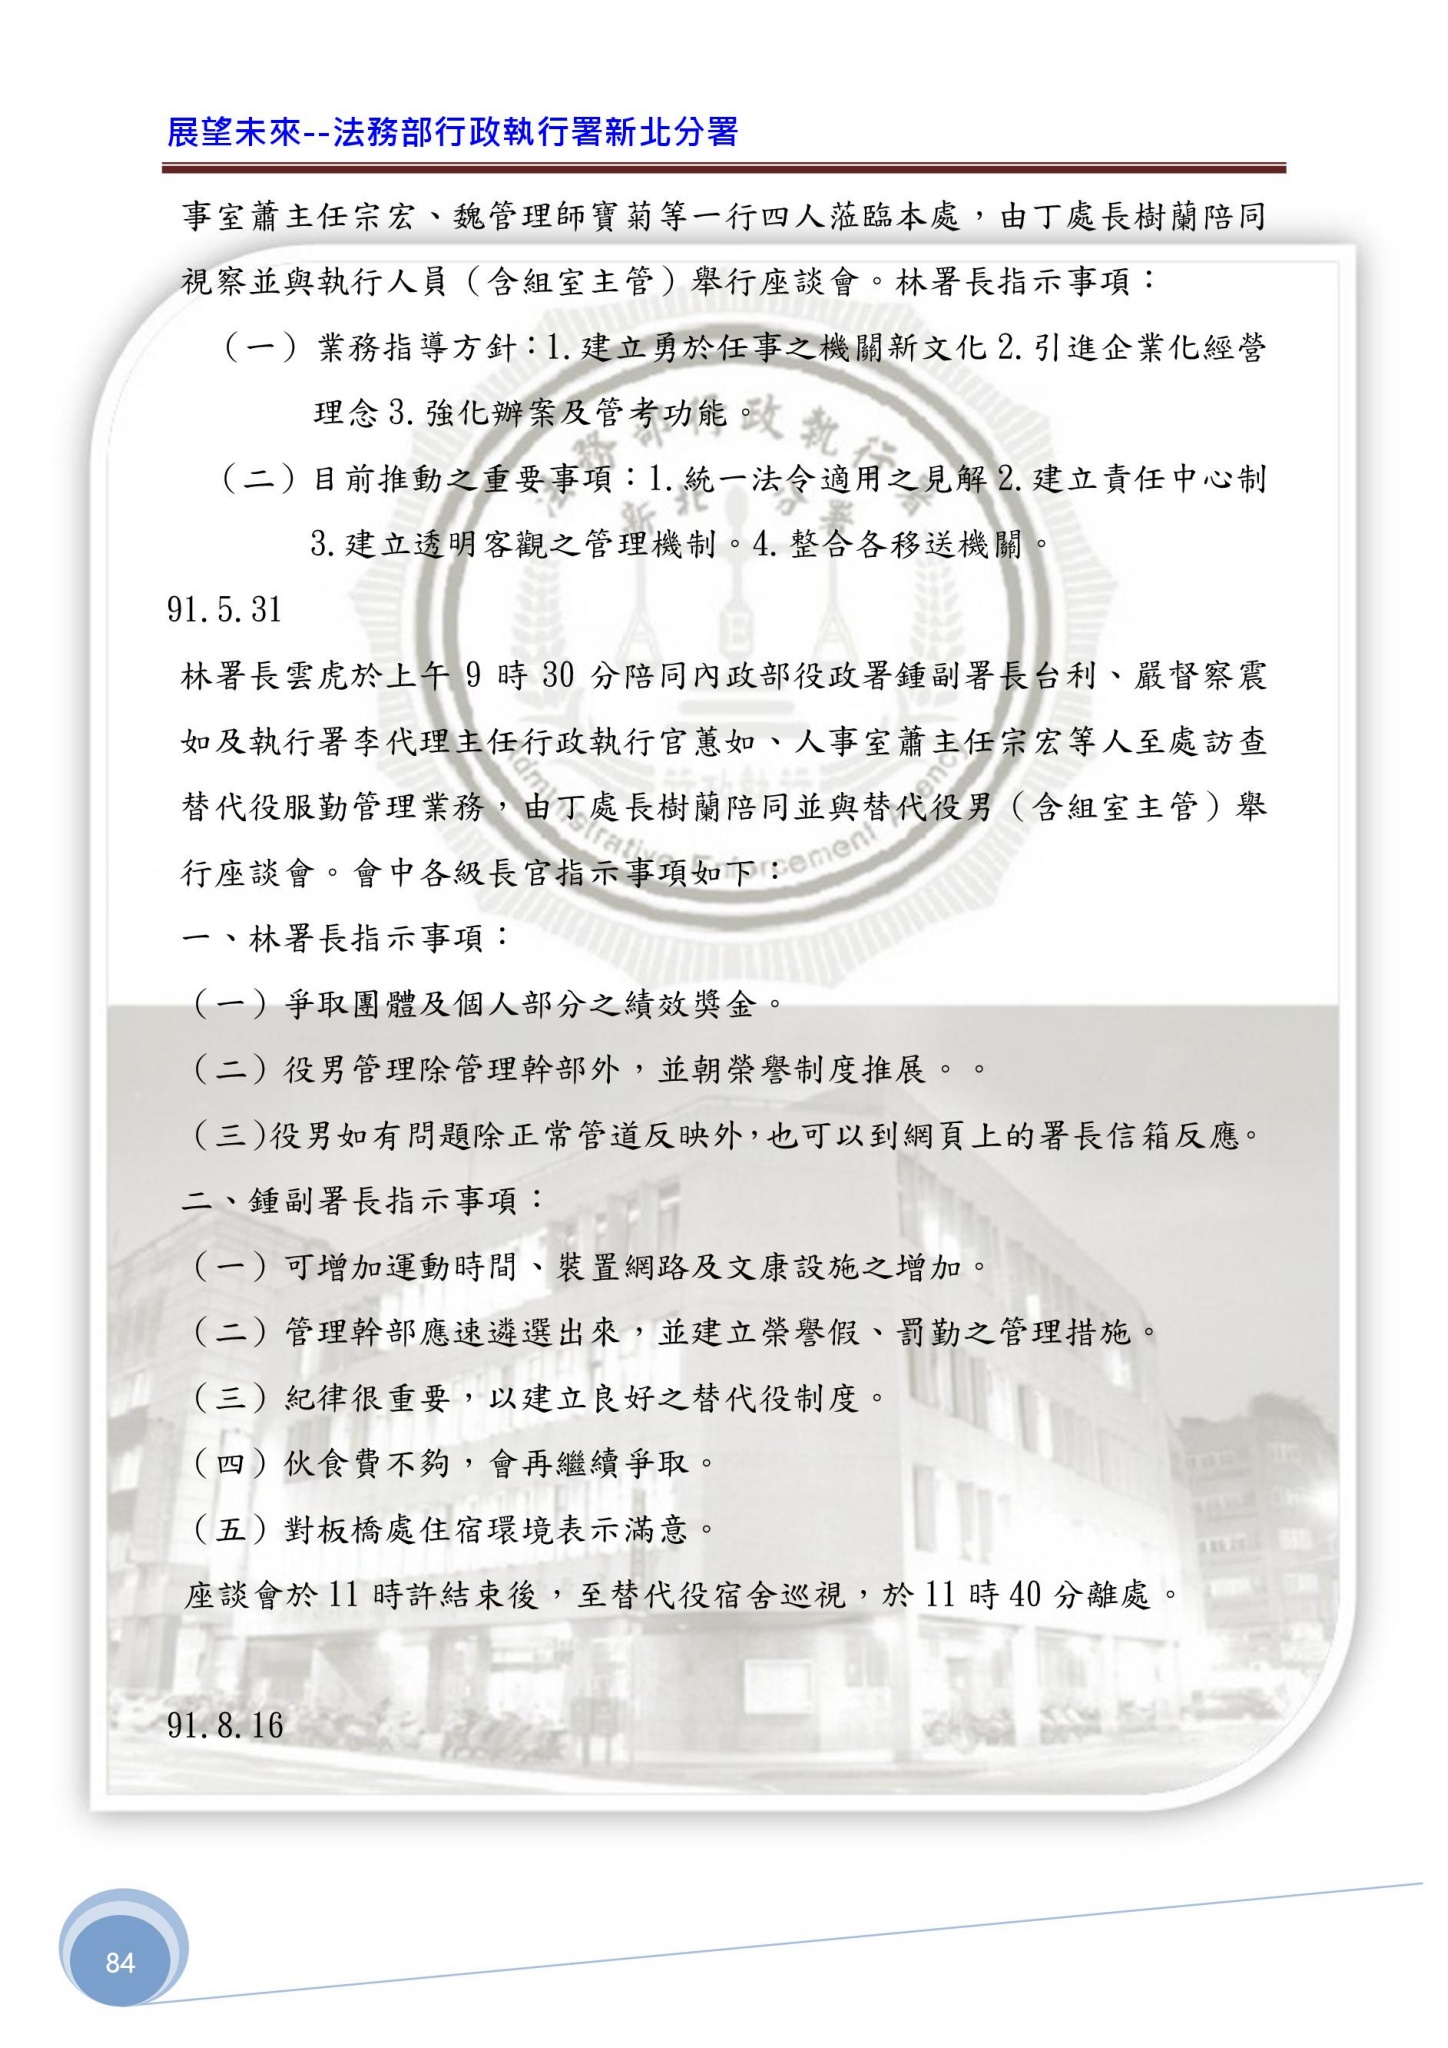 展望未來--法務部行政執行署新北分署
事室蕭主任宗宏、魏管理師寶菊等一行四人蒞臨本處，由丁處長樹蘭陪同
視察並與執行人員（含組室主管）舉行座談會。林署長指示事項：
（一）業務指導方針：1.建立勇於任事之機關新文化 2.引進企業化經營
理念 3.強化辦案及管考功能。
（二）目前推動之重要事項：1.統一法令適用之見解 2.建立責任中心制
3.建立透明客觀之管理機制。4.整合各移送機關。
91.5.31
林署長雲虎於上午 9 時 30 分陪同內政部役政署鍾副署長台利、嚴督察震
如及執行署李代理主任行政執行官蕙如、人事室蕭主任宗宏等人至處訪查
替代役服勤管理業務，由丁處長樹蘭陪同並與替代役男（含組室主管）舉
行座談會。會中各級長官指示事項如下：
一、林署長指示事項：
（一）爭取團體及個人部分之績效獎金。
（二）役男管理除管理幹部外，並朝榮譽制度推展。。
（三)役男如有問題除正常管道反映外，也可以到網頁上的署長信箱反應。
二、鍾副署長指示事項：
（一）可增加運動時間、裝置網路及文康設施之增加。
（二）管理幹部應速遴選出來，並建立榮譽假、罰勤之管理措施。
（三）紀律很重要，以建立良好之替代役制度。
（四）伙食費不夠，會再繼續爭取。
（五）對板橋處住宿環境表示滿意。
座談會於 11 時許結束後，至替代役宿舍巡視，於 11 時 40 分離處。
91.8.16
84
法務部行政執行署
新北分署
E
Administrative Enforcement Agency